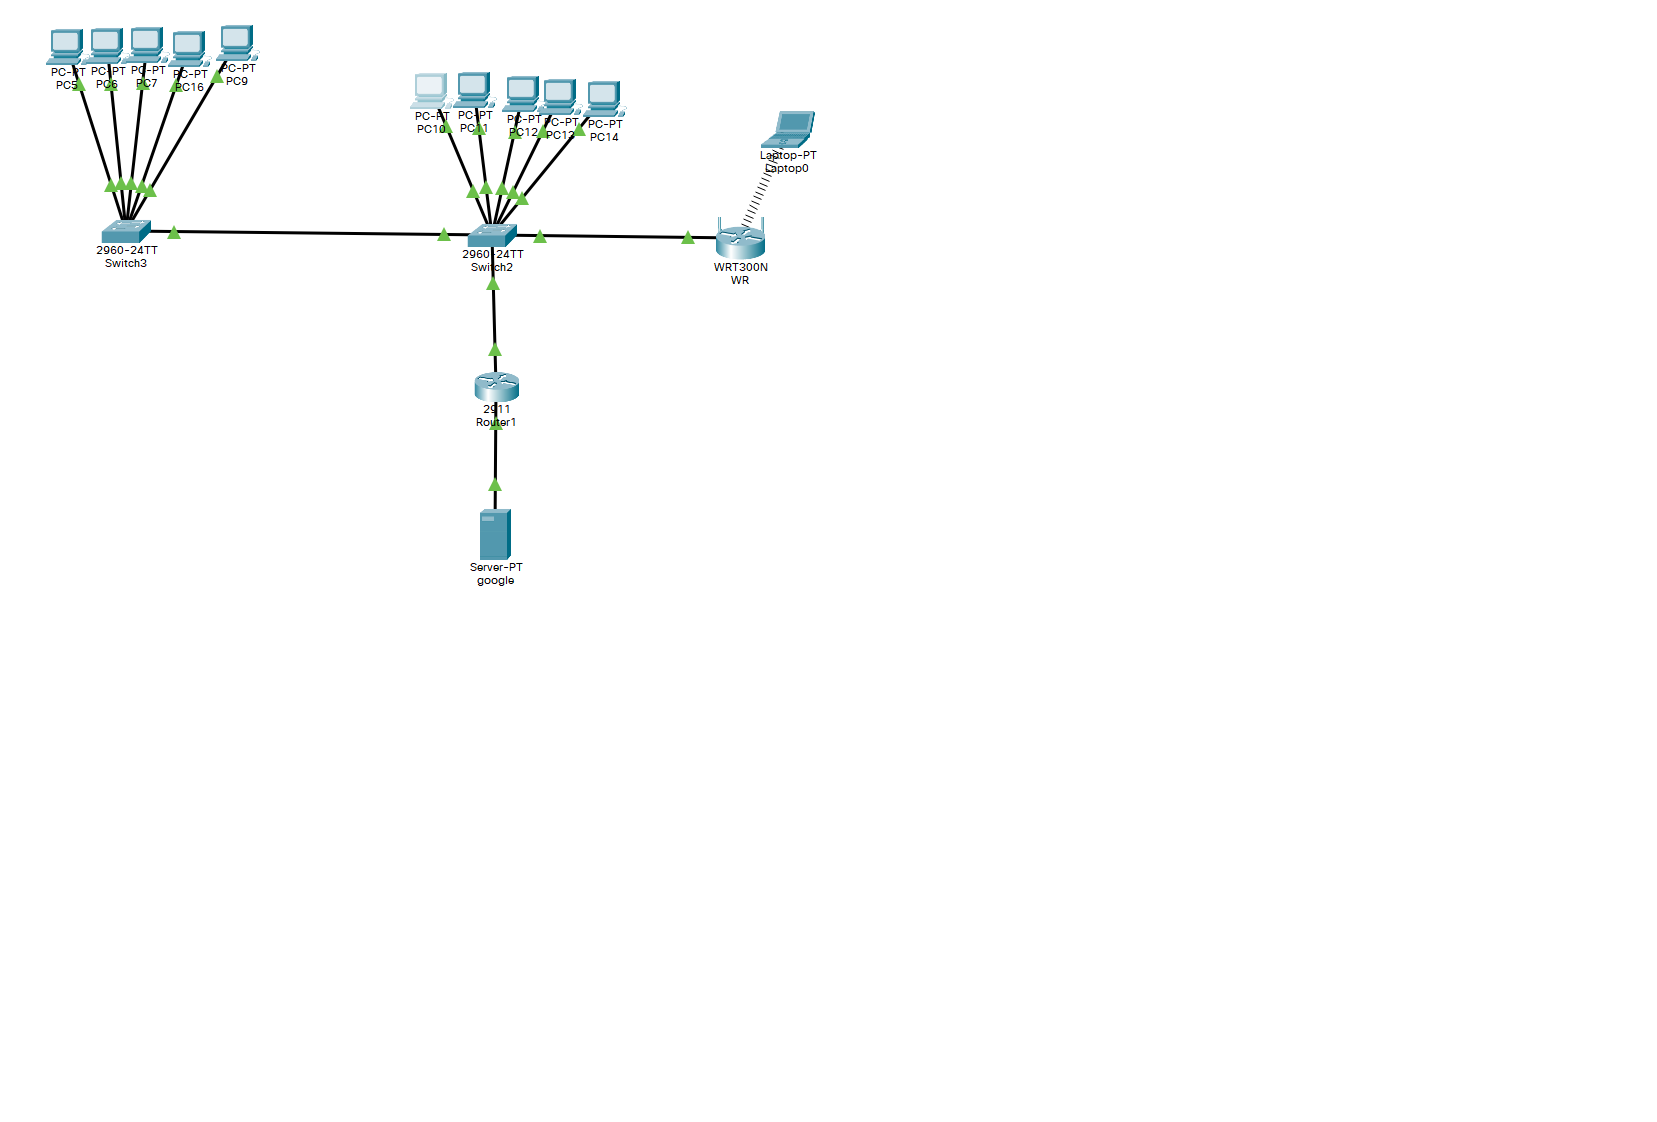 PC-PT
PC5
PC-PT
PC6
PC-PT
PC7
PC-PT
PC16
PC-PT
PC9
PC-PT
PC10
PC-PT
PC11
PC-PT
PC12
PC-PT
PC13
PC-PT
PC14
Laptop-PT
Laptop0
2960-24TT
Switch3
2960-24TT
Switch2
WRT300N
WR
2911
Router1
Server-PT
google